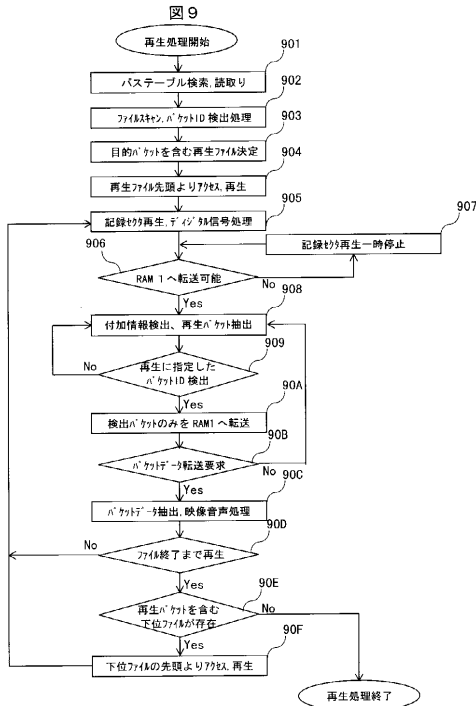 図9
再生処理開始
901
パステーブル検索,読取り
902
ファイルスキャン,パケットID検出処理
903
目的パケットを含む再生ファイル決定
904
再生ファイル先頭よりアクセス,再生
905
記録セクタ再生,ディジタル信号処理
907
記録セクタ再生一時停止
906
RAM 1 へ転送可能
No
Yes
908
付加情報検出、再生パケット抽出
909
再生に指定した
パケットID 検出
No
Yes
90A
検出パケットのみを RAM1 へ転送
90B
パケットデータ転送要求
No
Yes
90C
パケットデータ抽出,映像音声処理
90D
ファイル終了まで再生
No
Yes
90E
再生パケットを含む
下位ファイルが存在
No
Yes
90F
下位ファイルの先頭よりアクセス,再生
再生処理終了